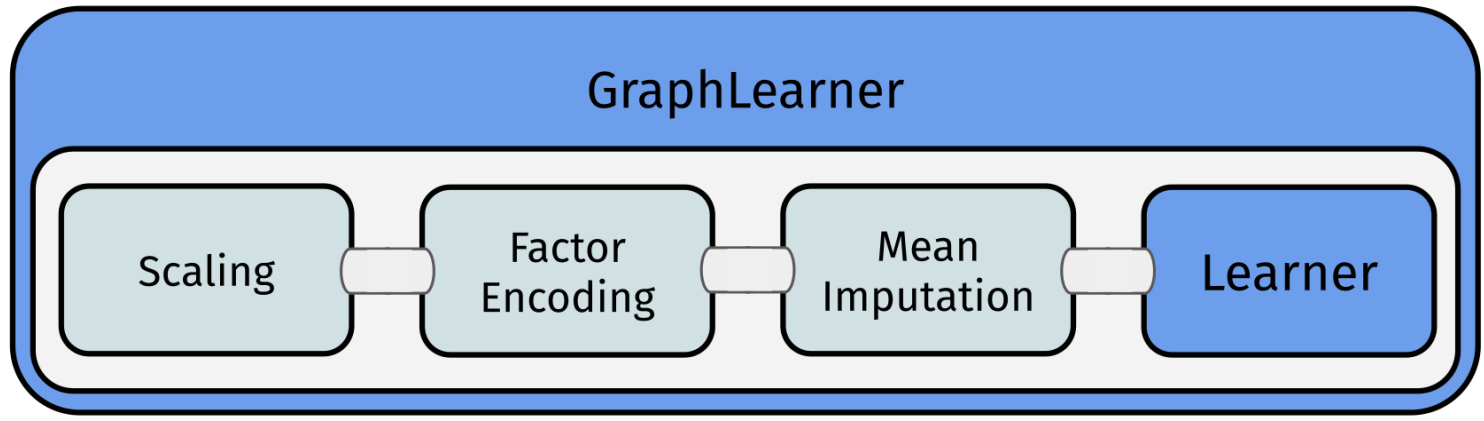 GraphLearner
Scaling
Factor
Encoding
Mean
Imputation
Learner